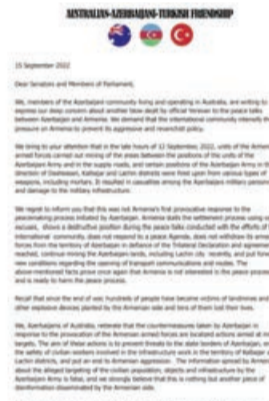 AUSTRALIAN-AZERBAIJANI-TURKISH FRIENDSHIP
15 September 2022
Dear Senators and Members of Parliament,
We, members of the Azerbaijani community living and operating in Australia, are writing to
express our deep concern about another blow dealt by official Yerevan to the peace talks
between Azerbaijan and Armenia. We demand that the international community intensify the
pressure on Armenia to prevent its aggressive and revanchist policy.
We bring to your attention that in the late hours of 12 September, 2022, units of the Armenian
armed forces carried out mining of the areas between the positions of the units of the
Azerbaijan Army and in the supply roads, and certain positions of the Azerbaijan Army in the
direction of Dashkasan, Kalbajar and Lachin districts were fired upon from various types of
weapons, including mortars. It resulted in casualties among the Azerbaijani military personnel
and damage to the military infrastructure.
We regret to inform you that this was not Armenia's first provocative response to the
peacemaking process initiated by Azerbaijan. Armenia stalls the settlement process using
excuses, shows a destructive position during the peace talks conducted with the efforts of the
international community, does not respond to a peace Agenda, does not withdraw its armed
forces from the territory of Azerbaijan in defiance of the Trilateral Declaration and agreements
reached, continue mining the Azerbaijan lands, including Lachin city recently, and put forward
new conditions regarding the opening of transport communications and routes. The
above-mentioned facts prove once again that Armenia is not interested in the peace process
and is ready to harm the peace process.
Recall that since the end of war, hundreds of people have become victims of landmines and
other explosive devices planted by the Armenian side and tens of them lost their lives.
We, Azerbaijanis of Australia, reiterate that the countermeasures taken by Azerbaijan in
response to the provocation of the Armenian armed forces are localized actions aimed at
targets. The aim of these actions is to prevent threats to the state borders of Azerbaijan,
the safety of civilian workers involved in the infrastructure work in the territory of Kalbajar and
Lachin districts, and put an end to Armenian aggression. The information spread by Armenia
about the alleged targeting of the civilian population, objects and infrastructure by the
Azerbaijan Army is false, and we strongly believe that this is nothing but another piece of
disinformation disseminated by the Armenian side.